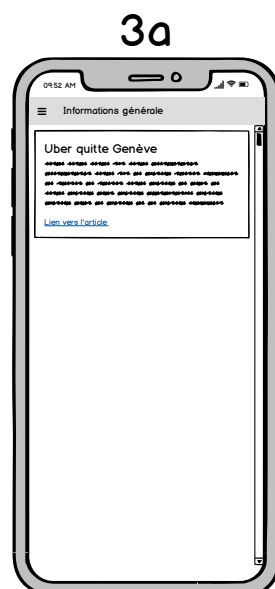 3a
09:52 AM
Informations générale
Uber quitte Genève
Lien vers l'article